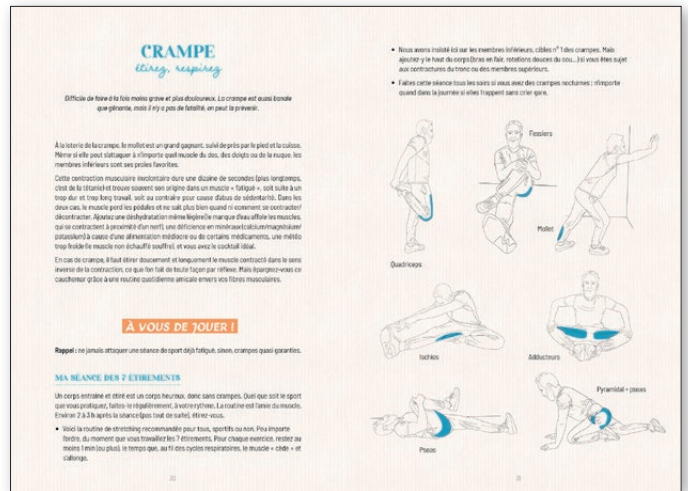 CRAMPE
étirez, respirez
Difficile de faire à la fois moins grave et plus douloureux. La crampe est aussi banale
que gênante, mais il n'y a pas de fatalité, on peut la prévenir.
À la loterie de la crampe, le mollet est un grand gagnant, suivi de près par le pied et la cuisse.
Même si elle peut s'attaquer à n'importe quel muscle du dos, des doigts ou de la nuque, les
membres inférieurs sont ses proies favorites.
Cette contraction musculaire involontaire dure une dizaine de secondes (plus longtemps,
c'est de la tétanie) et trouve souvent son origine dans un muscle « fatigué », soit suite à un
trop dur et trop long travail, soit au contraire pour cause d'abus de sédentarité. Dans les
deux cas, le muscle perd les pédales et ne sait plus bien quand ni comment se contracter/
décontracter. Ajoutez une déshydratation même légère (le manque d'eau affole les muscles,
qui se contractent à proximité d'un nerf), une déficience en minéraux (calcium/magnésium/
potassium) à cause d'une alimentation médiocre ou de certains médicaments, une météo
trop froide (le muscle non échauffé souffre), et vous avez le cocktail idéal.
En cas de crampe, il faut étirer doucement et longuement le muscle contracté dans le sens
inverse de la contraction, ce que l'on fait de toute façon par réflexe. Mais épargnez-vous ce
cauchemar grâce à une routine quotidienne amicale envers vos fibres musculaires.
À VOUS DE JOUER !
Rappel : ne jamais attaquer une séance de sport déjà fatigué, sinon, crampes quasi garanties.
MA SÉANCE DES 7 ÉTIREMENTS
Un corps entraîné et étiré est un corps heureux, donc sans crampes. Quel que soit le sport
que vous pratiquez, faites-le régulièrement, à votre rythme. La routine est l'amie du muscle.
Environ 2 à 3 h après la séance (pas tout de suite), étirez-vous.
• Voici la routine de stretching recommandée pour tous, sportifs ou non. Peu importe
l'ordre, du moment que vous travaillez les 7 étirements. Pour chaque exercice, restez au
moins 1 min (ou plus), le temps que, au fil des cycles respiratoires, le muscle « cède » et
s'allonge.
20
• Nous avons insisté ici sur les membres inférieurs, cibles n° 1 des crampes. Mais
ajoutez-y le haut du corps (bras en l'air, rotations douces du cou…) si vous êtes sujet
aux contractures du tronc ou des membres supérieurs.
• Faites cette séance tous les soirs si vous avez des crampes nocturnes ; n'importe
quand dans la journée si elles frappent sans crier gare.
Fessiers
Mollet
Quadriceps
Ischios
Adducteurs
Pyramidal + psoas
Psoas